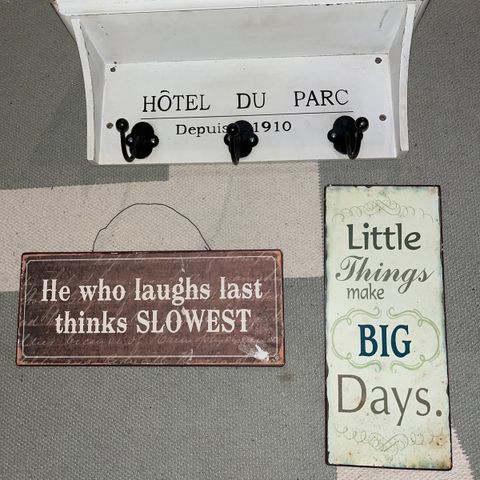 HÔTEL DU PARC
Depuis 1910
He who laughs last
thinks SLOWEST
Little
Things
make
BIG
Days.